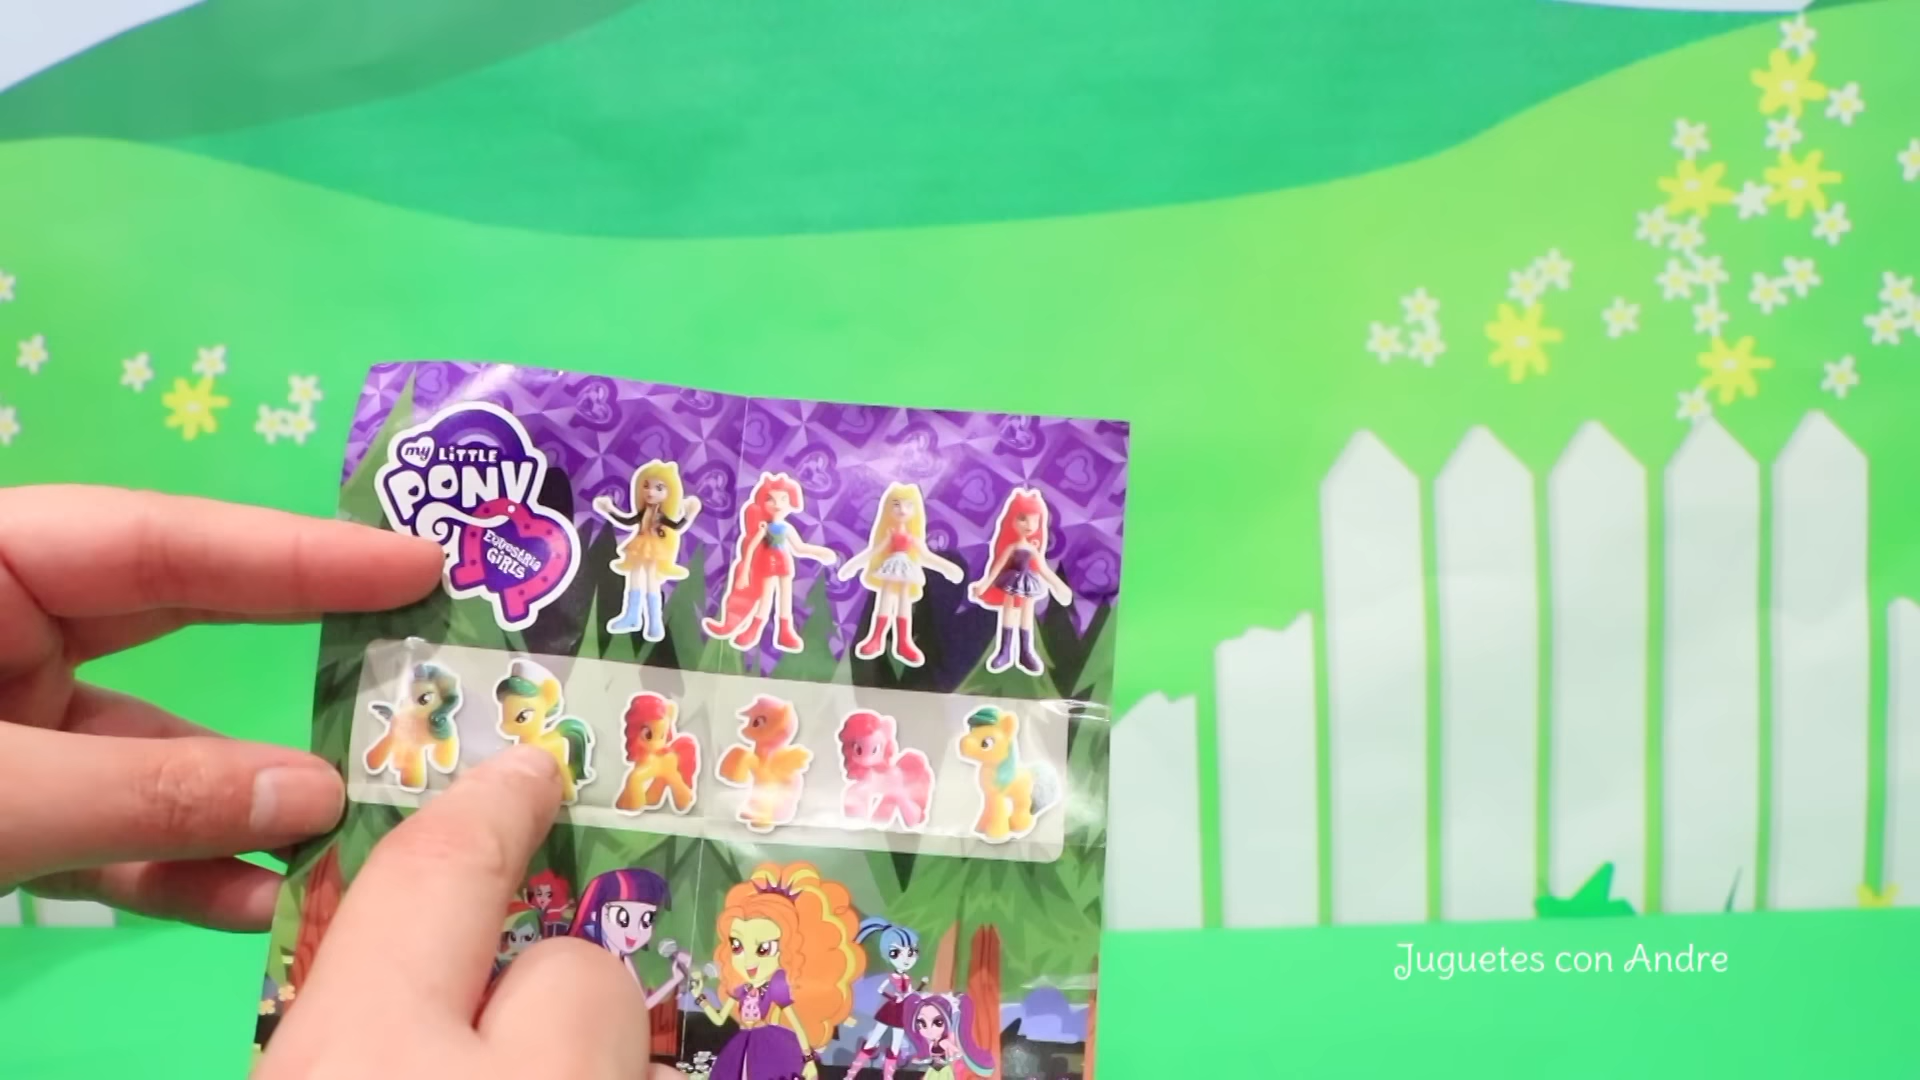 my LITTLE
PONY
EQUESTRIA
GIRLS
Juguetes con Andre